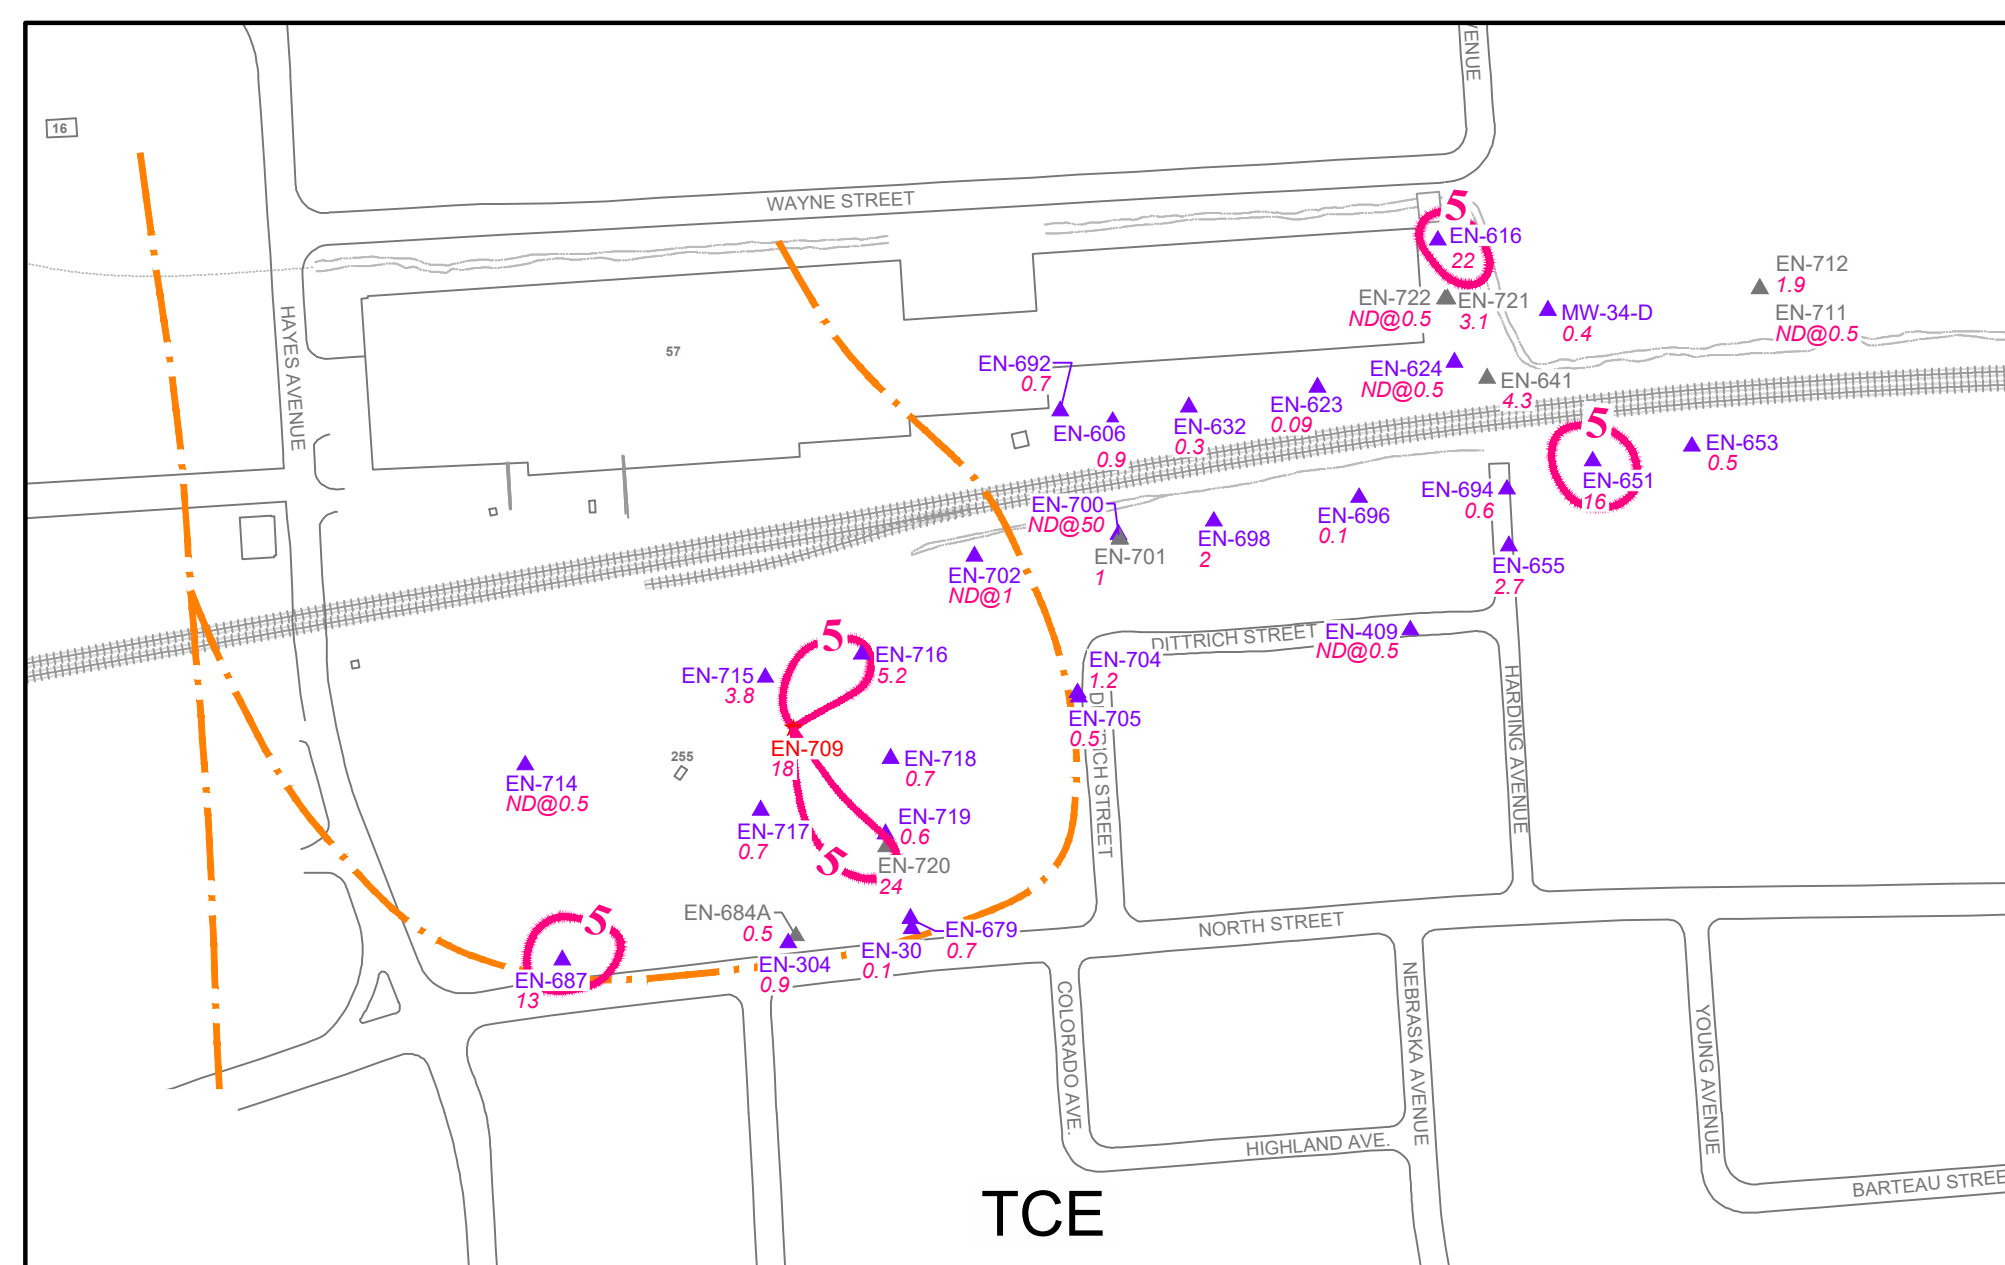 ENUE
16
WAYNE STREET
5
EN-616
22
EN-712
1.9
EN-722
ND@0.5
EN-721
3.1
MW-34-D
0.4
EN-711
ND@0.5
HAYES AVENUE
57
EN-692
0.7
EN-624
ND@0.5
EN-641
4.3
EN-623
0.09
EN-606
0.9
EN-632
0.3
5
EN-651
16
EN-653
0.5
EN-700
ND@50
EN-701
1
EN-698
2
EN-696
0.1
EN-694
0.6
EN-655
2.7
EN-702
ND@1
DITTRICH STREET
EN-409
ND@0.5
5
EN-716
5.2
EN-715
3.8
EN-704
1.2
EN-705
0.5
DITTRICH STREET
HARDING AVENUE
EN-709
18
255
EN-718
0.7
EN-714
ND@0.5
EN-717
0.7
EN-719
0.6
5
EN-720
24
EN-684A
0.5
EN-304
0.9
EN-30
0.1
EN-679
0.7
NORTH STREET
5
EN-687
13
COLORADO AVE.
NEBRASKA AVENUE
YOUNG AVENUE
HIGHLAND AVE.
BARTEAU STREE
TCE